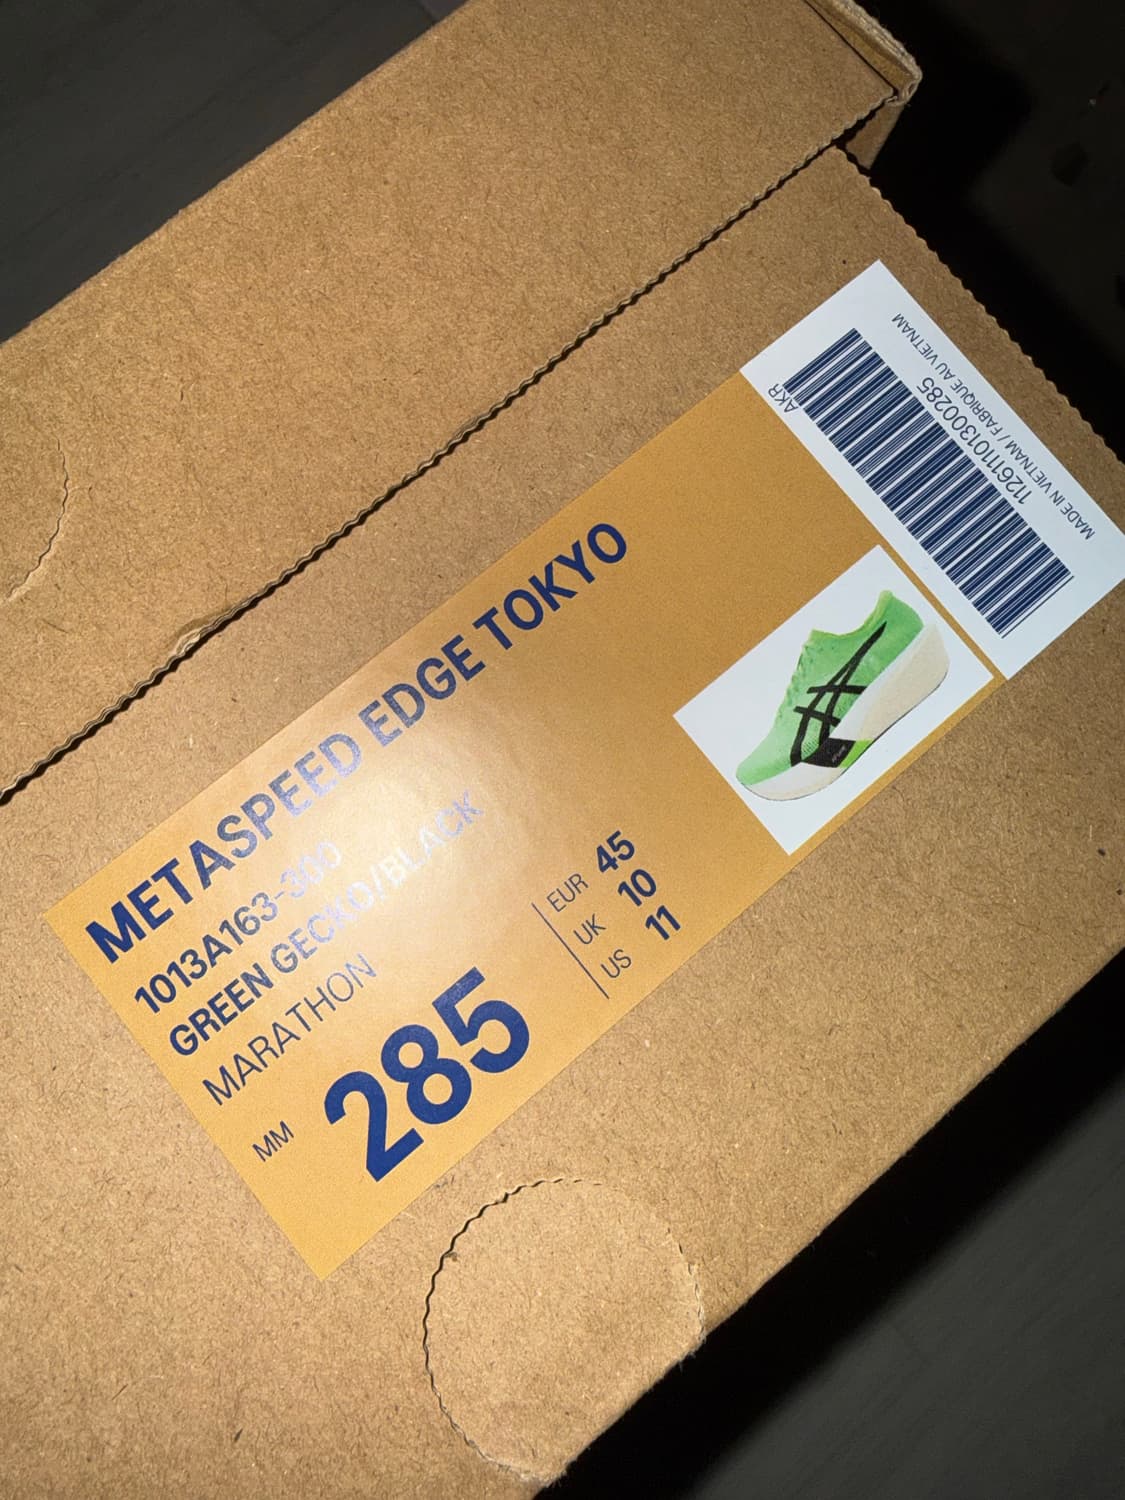 METASPEED EDGE TOKYO
1013A163-300
GREEN GECKO/BLACK
MARATHON
MM 285
EUR 45
UK 10
US 11
AKR
112611101300285
MADE IN VIETNAM / FABRIQUE AU VIETNAM